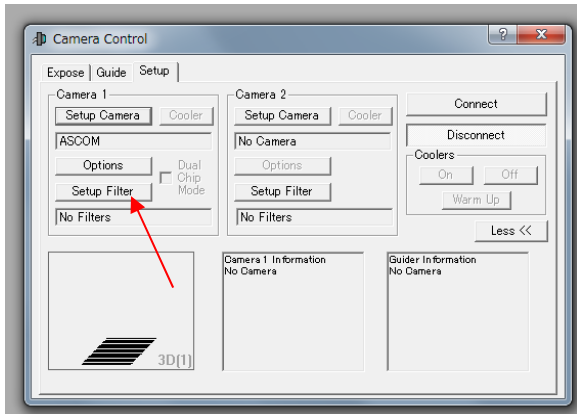 Camera Control
Expose Guide Setup
Camera 1
Setup Camera Cooler
ASCOM
Options
Dual Chip Mode
Setup Filter
No Filters
Camera 2
Setup Camera Cooler
No Camera
Options
Setup Filter
No Filters
Connect
Disconnect
Coolers
On Off
Warm Up
Less <<
3D[1]
Camera 1 Information
No Camera
Guider Information
No Camera